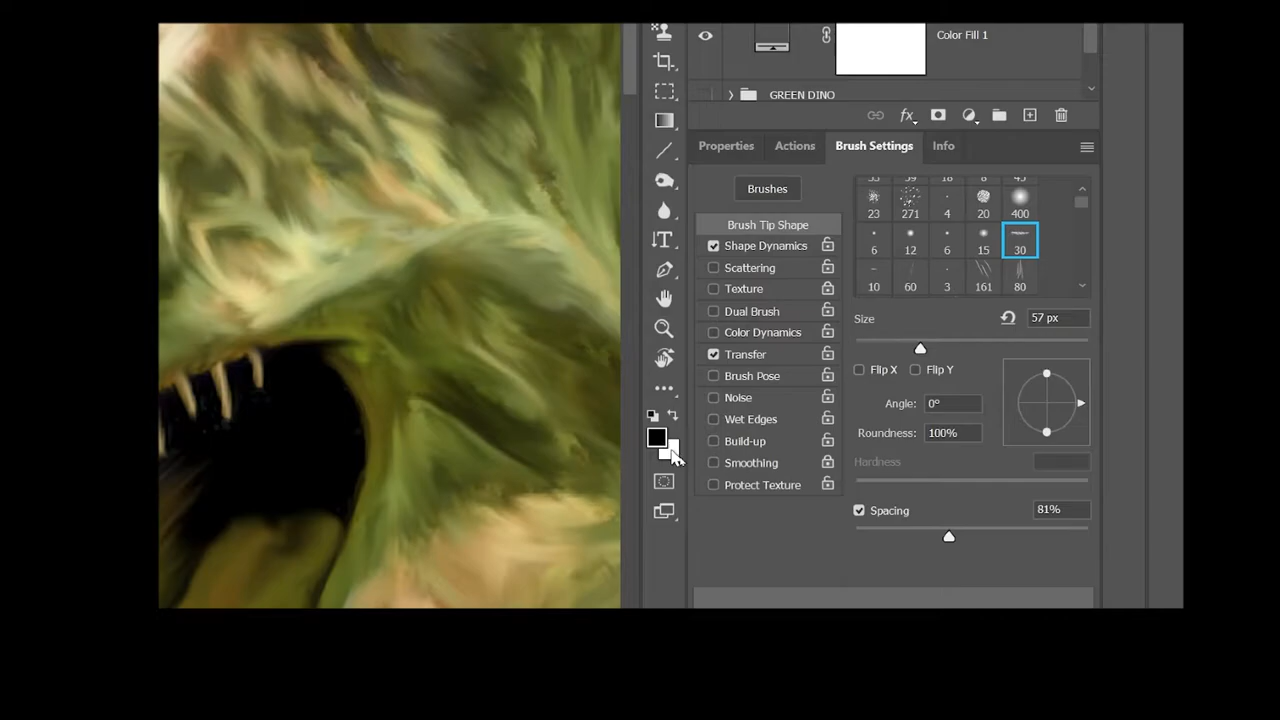 Color Fill 1
GREEN DINO
fx
Properties Actions Brush Settings Info
Brushes
Brush Tip Shape
Shape Dynamics
Scattering
Texture
Dual Brush
Color Dynamics
Transfer
Brush Pose
Noise
Wet Edges
Build-up
Smoothing
Protect Texture
23 271 4 20 400
6 12 6 15 30
10 60 3 161 80
Size 57 px
Flip X Flip Y
Angle: 0°
Roundness: 100%
Hardness
Spacing 81%